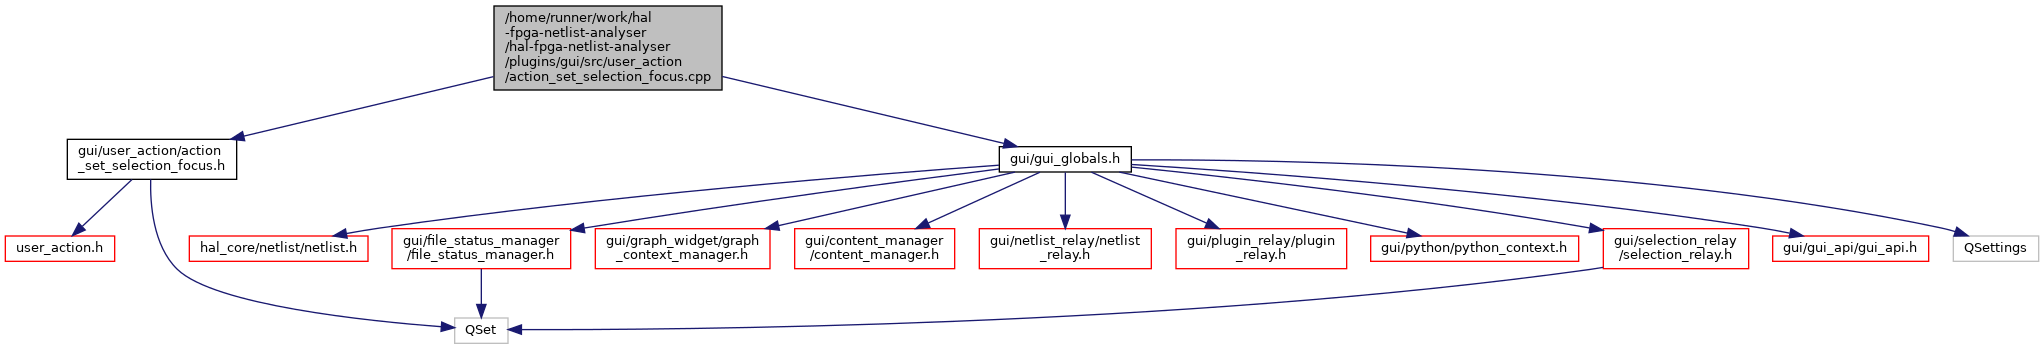 /home/runner/work/hal
-fpga-netlist-analyser
/hal-fpga-netlist-analyser
/plugins/gui/src/user_action
/action_set_selection_focus.cpp
gui/user_action/action
_set_selection_focus.h
gui/gui_globals.h
user_action.h
hal_core/netlist/netlist.h
gui/file_status_manager
/file_status_manager.h
gui/graph_widget/graph
_context_manager.h
gui/content_manager
/content_manager.h
gui/netlist_relay/netlist
_relay.h
gui/plugin_relay/plugin
_relay.h
gui/python/python_context.h
gui/selection_relay
/selection_relay.h
gui/gui_api/gui_api.h
QSettings
QSet